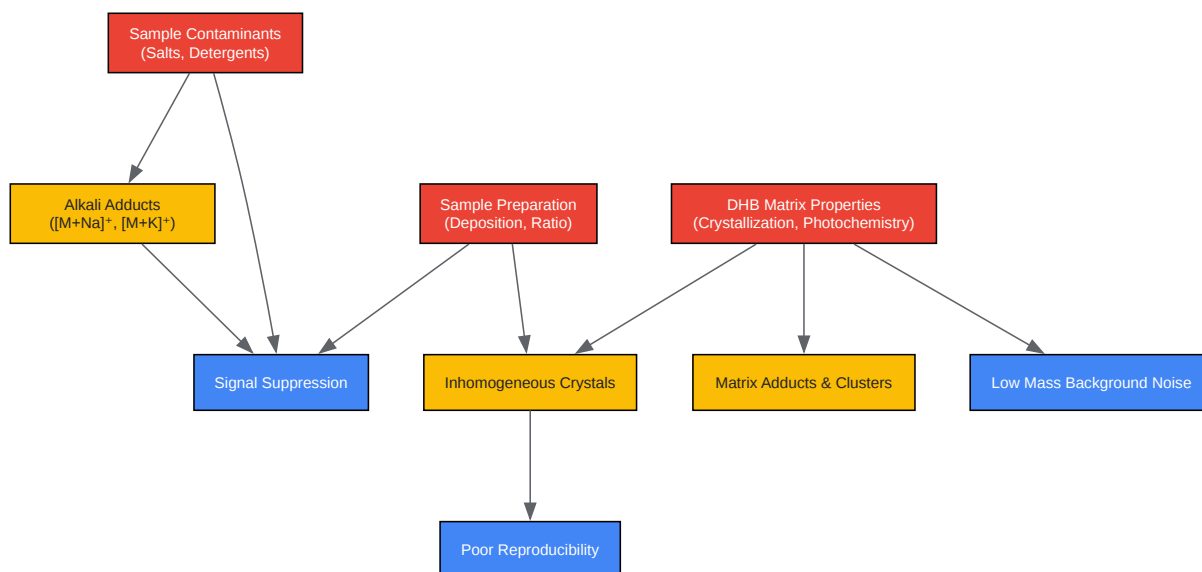 Sample Contaminants
(Salts, Detergents)
Alkali Adducts
([M+Na]⁺, [M+K]⁺)
Sample Preparation
(Deposition, Ratio)
DHB Matrix Properties
(Crystallization, Photochemistry)
Signal Suppression
Inhomogeneous Crystals
Matrix Adducts & Clusters
Low Mass Background Noise
Poor Reproducibility